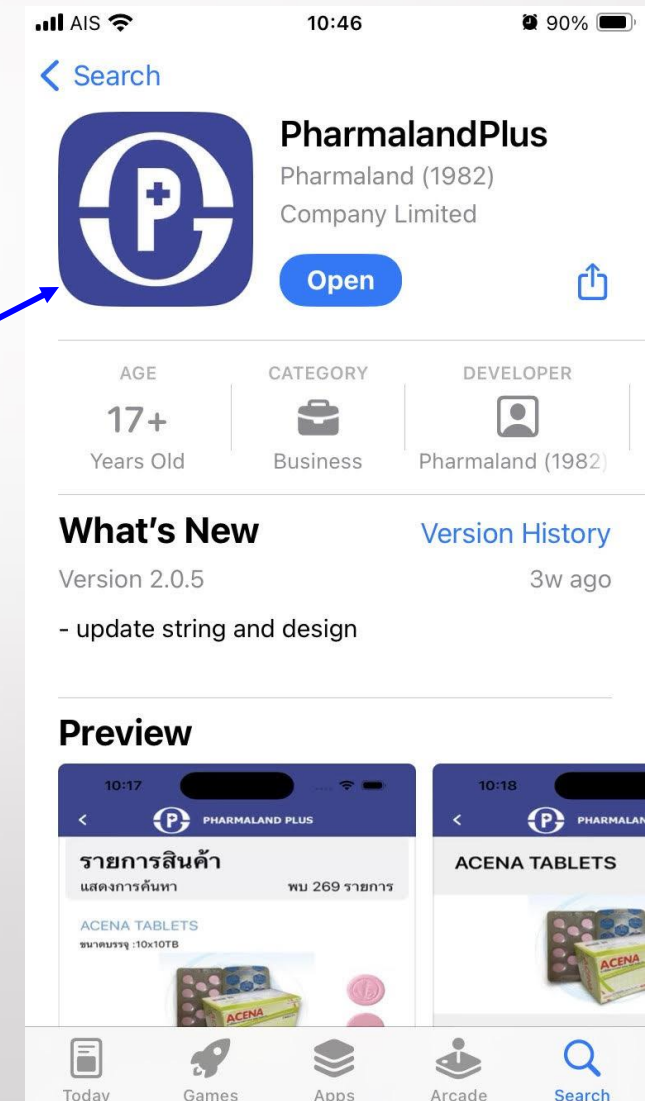 AIS 10:46 90%
Search
PharmalandPlus
Pharmaland (1982)
Company Limited
Open
AGE CATEGORY DEVELOPER
17+
Years Old Business Pharmaland (1982)
What's New Version History
Version 2.0.5 3w ago
- update string and design
Preview
10:17 10:18
PHARMALAND PLUS PHARMALAN
รายการสินค้า ACENA TABLETS
แสดงการค้นหา พบ 269 รายการ
ACENA TABLETS
ขนาดบรรจุ :10x10TB
ACENA ACENA
Today Games Apps Arcade Search